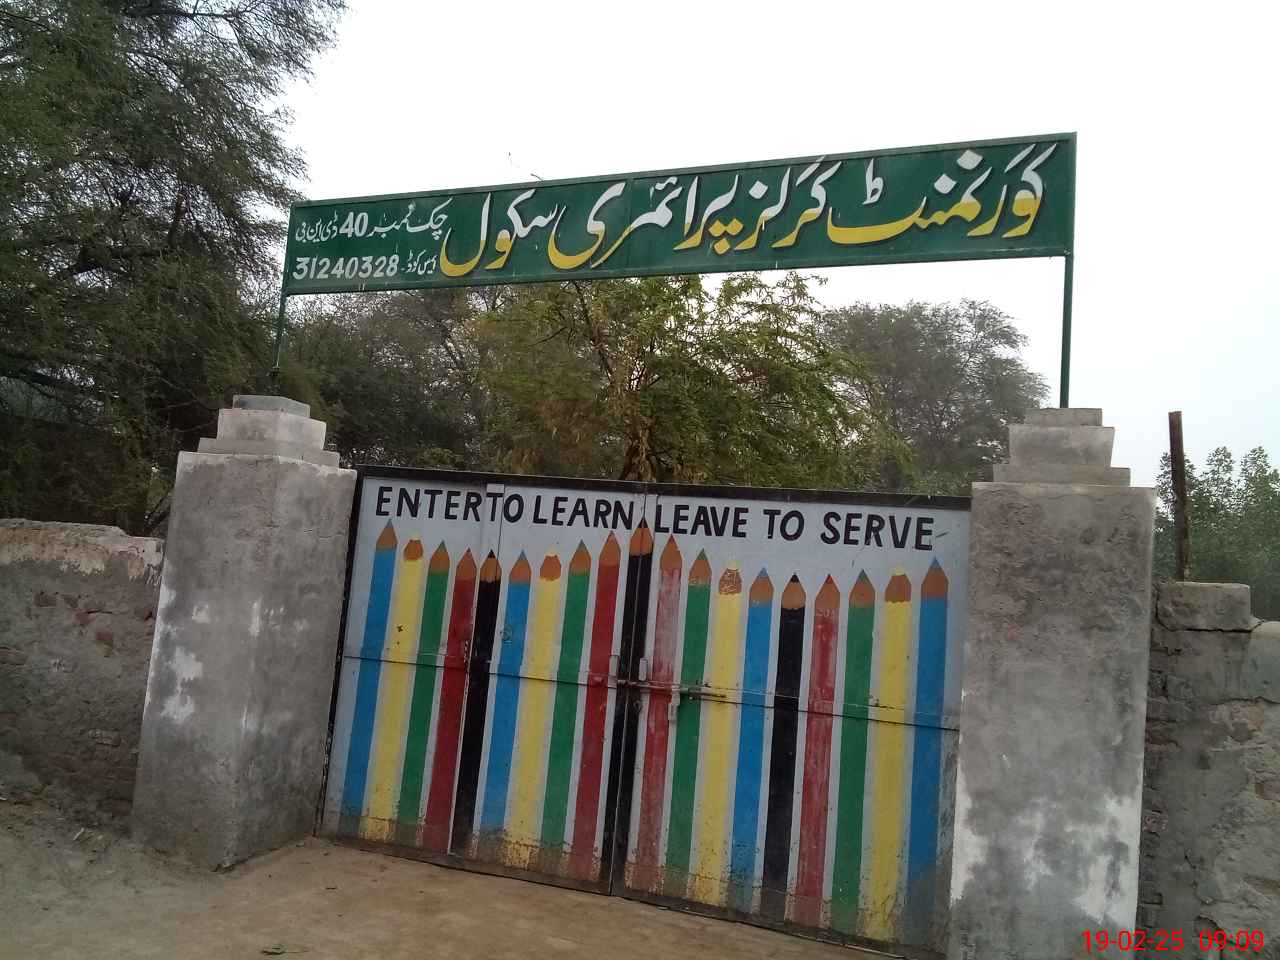 گورنمنٹ گرلز پرائمری سکول
چک نمبر 40 ڈی این بی
ایمس کوڈ - 31240328
ENTER TO LEARN LEAVE TO SERVE
19-02-25 09:09